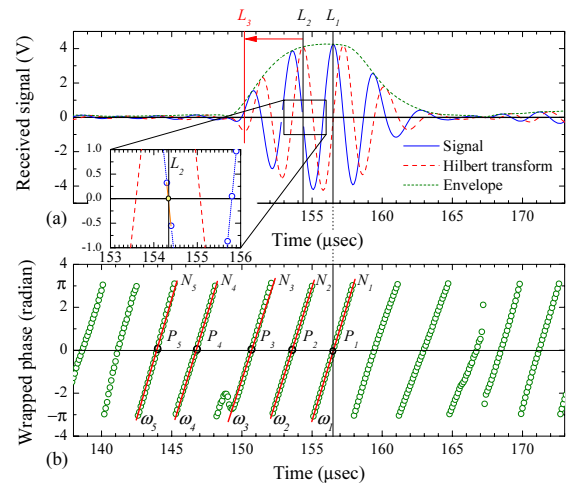 L3 L2 L1
Received signal (V)
4
2
0
-2
-4
Signal
Hilbert transform
Envelope
1.0
0.5
0.0
-0.5
-1.0
L2
153 154 155 156
155 160 165 170
(a)
Time (μsec)
Wrapped phase (radian)
4
π
2
0
-2
-π
4
N5 N4 N3 N2 N1
P5 P4 P3 P2 P1
ω5 ω4 ω3 ω2 ω1
140 145 150 155 160 165 170
(b)
Time (μsec)